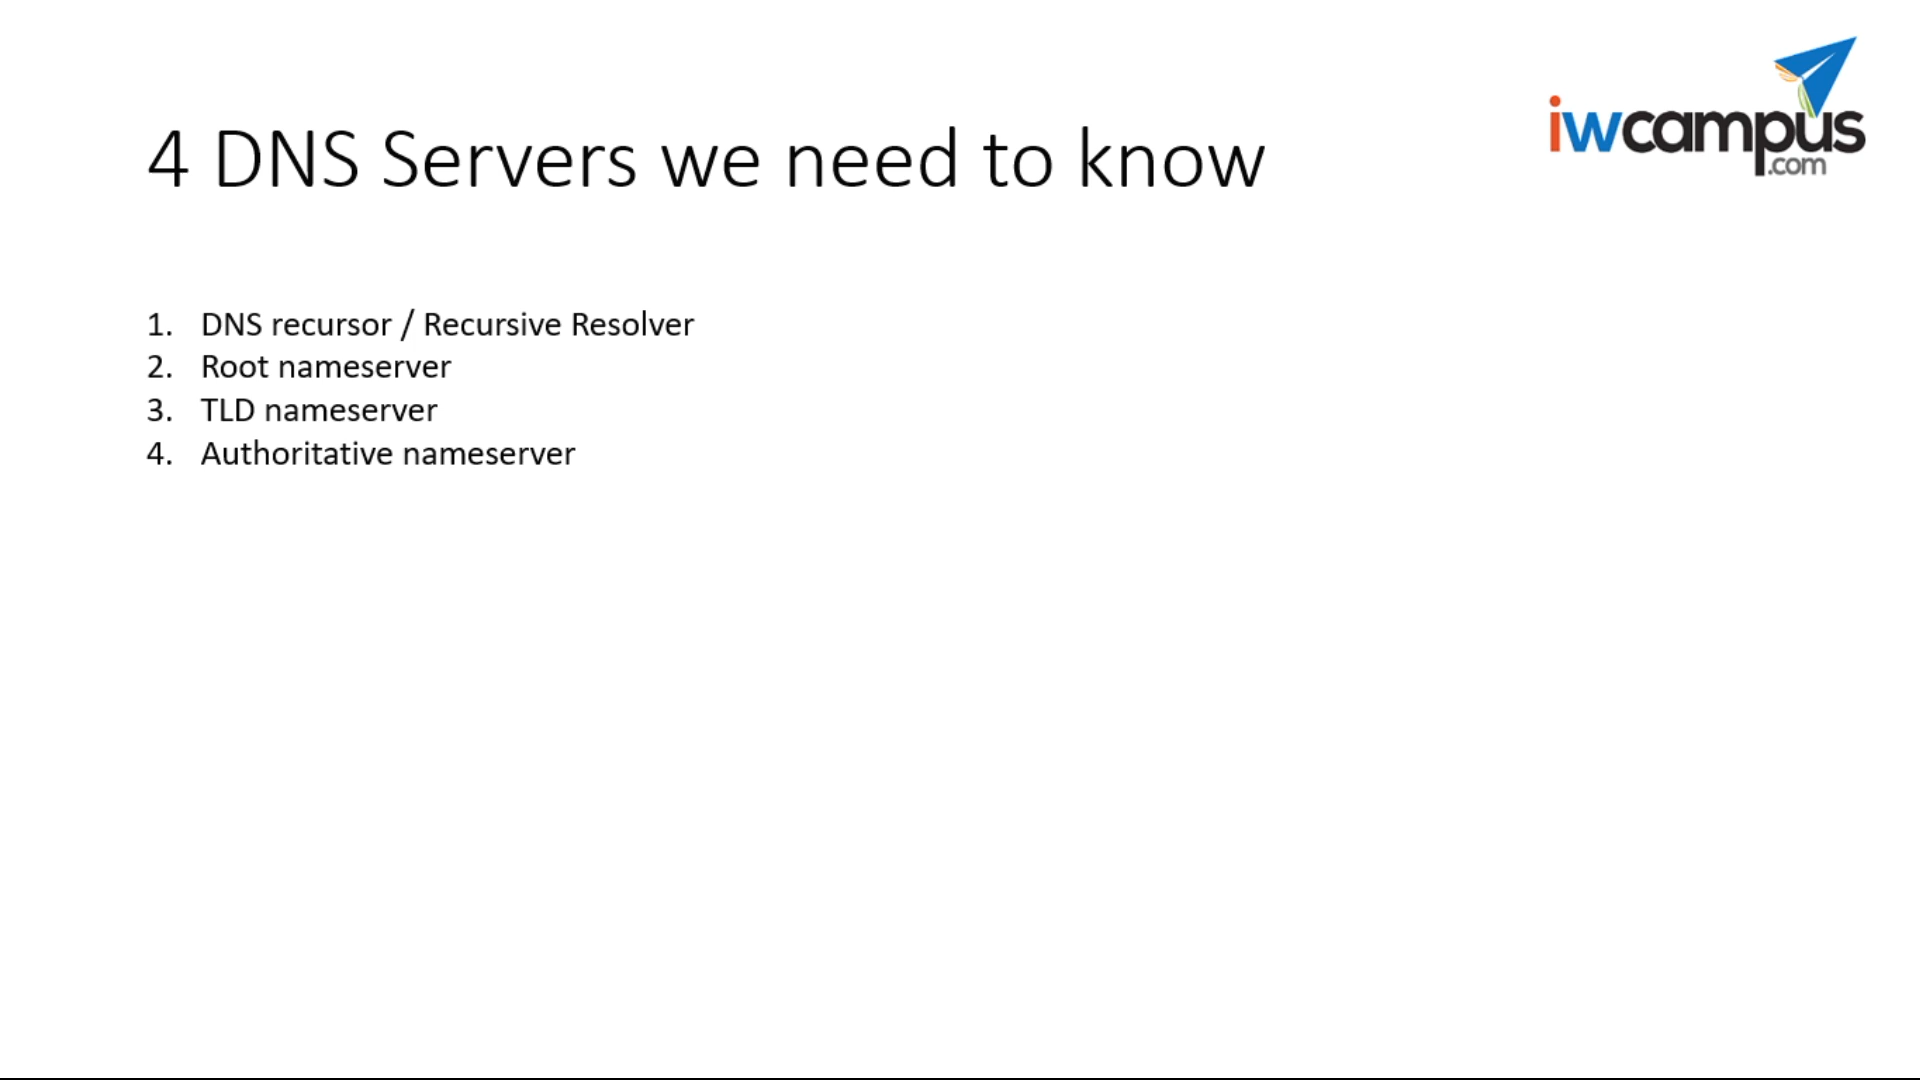 iwcampus
.com
4 DNS Servers we need to know
1. DNS recursor / Recursive Resolver
2. Root nameserver
3. TLD nameserver
4. Authoritative nameserver